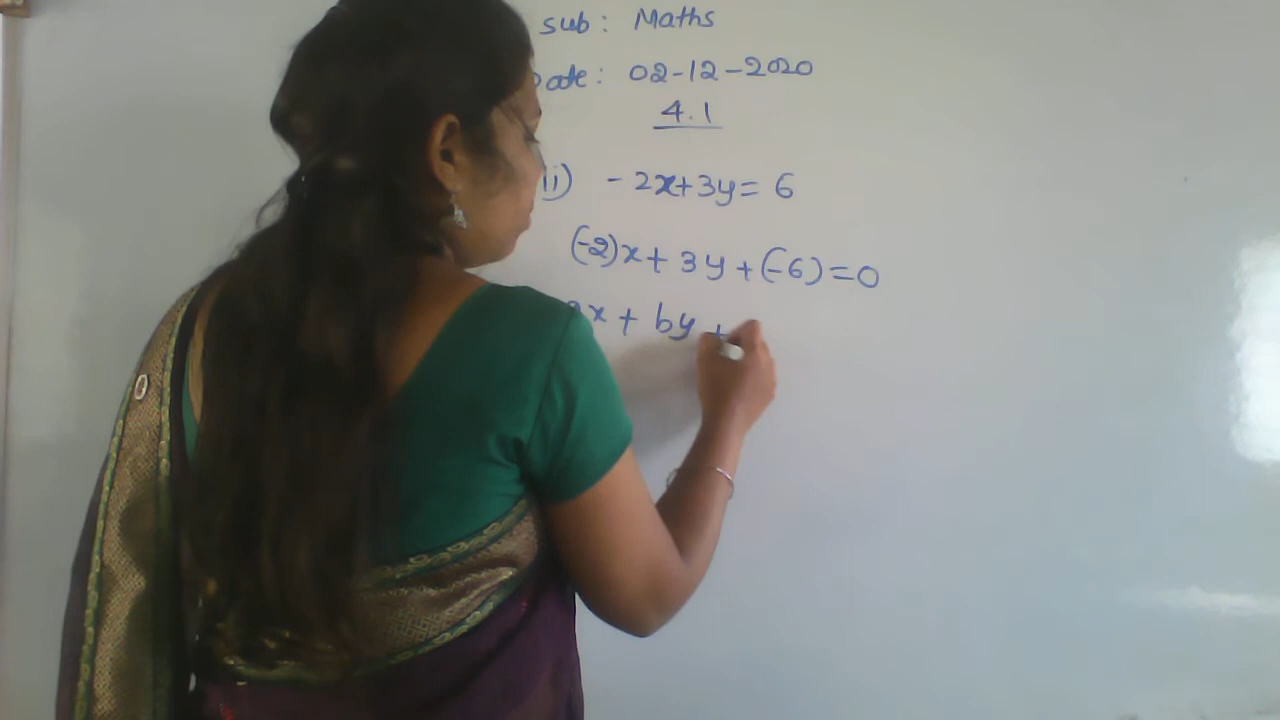 sub: Maths
Date: 02-12-2020
4.1
ii) -2x+3y= 6
(-2)x+ 3y +(-6)=0
ax + by +